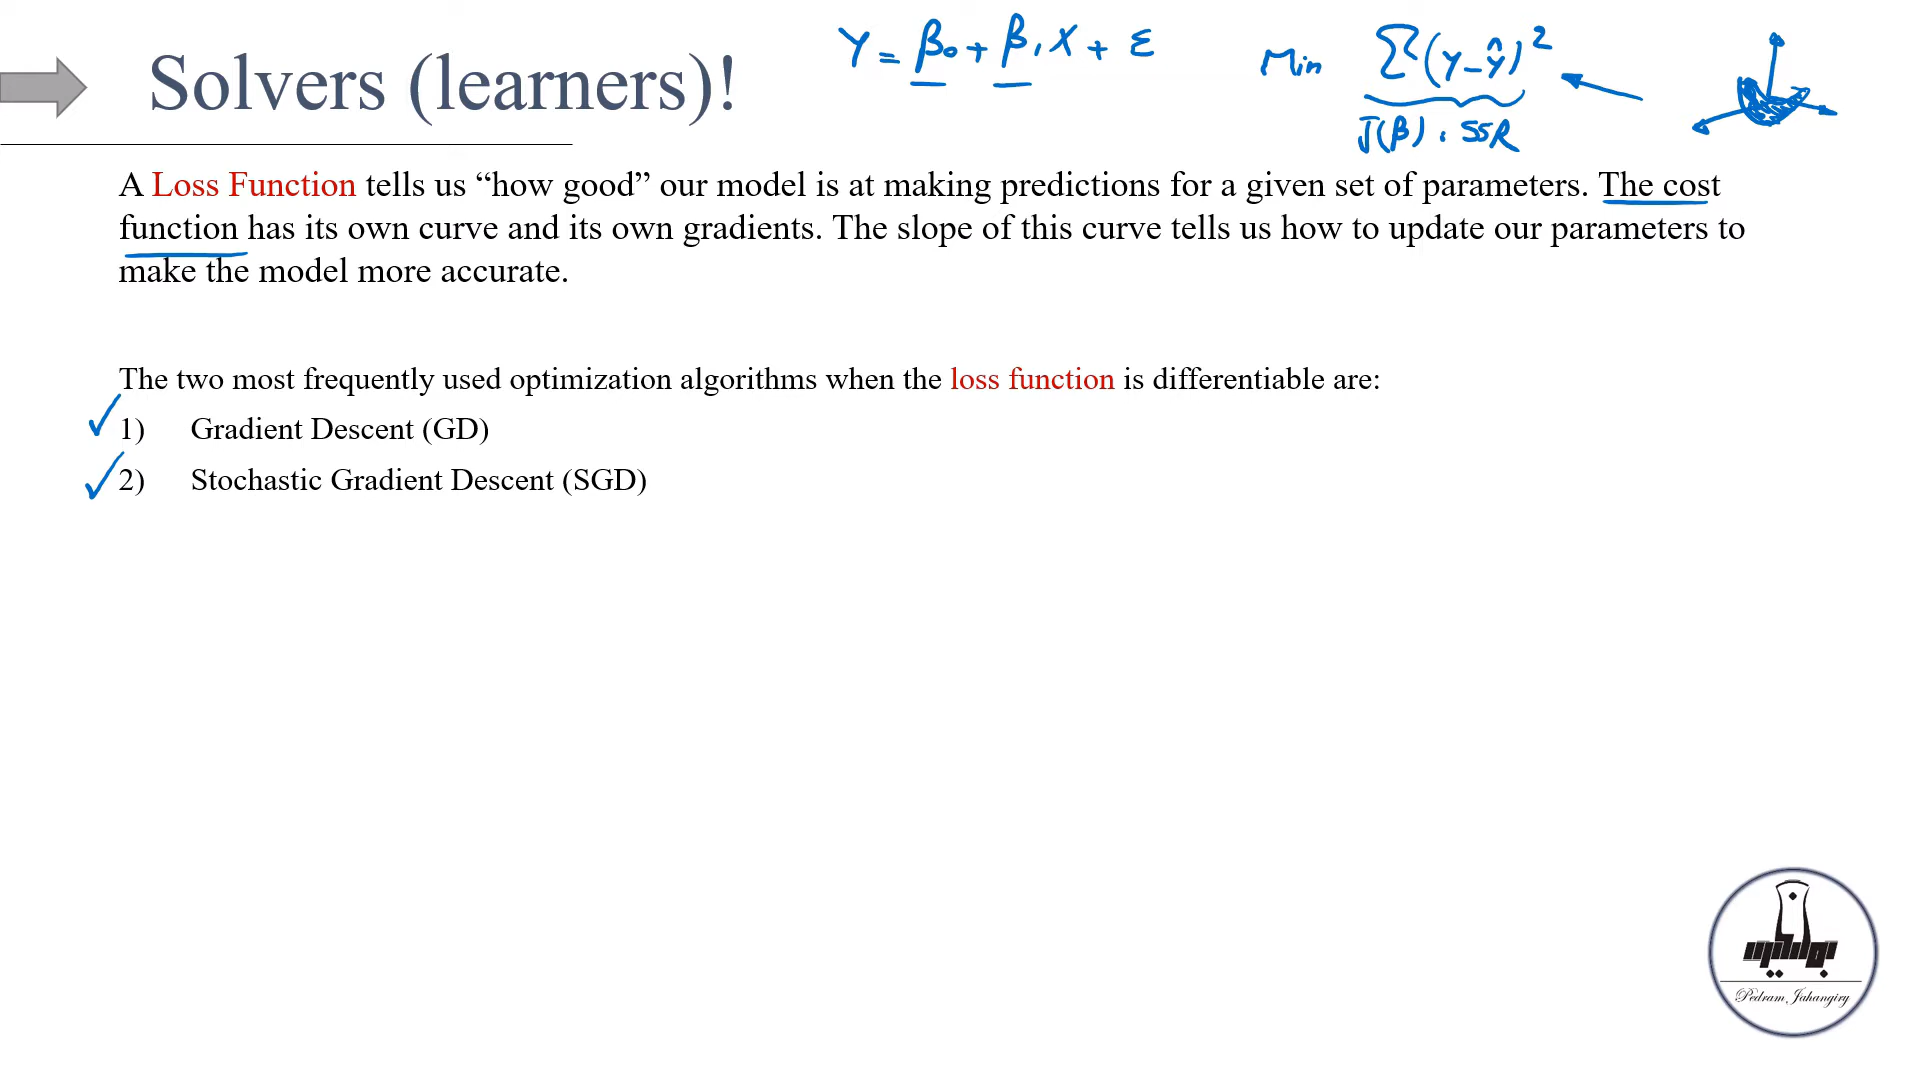 Y = β₀ + β₁X + ε
Min Σ(y-ŷ)²
J(β) : SSR
Solvers (learners)!
A Loss Function tells us “how good” our model is at making predictions for a given set of parameters. The cost
function has its own curve and its own gradients. The slope of this curve tells us how to update our parameters to
make the model more accurate.
The two most frequently used optimization algorithms when the loss function is differentiable are:
1) Gradient Descent (GD)
2) Stochastic Gradient Descent (SGD)
Pedram Jahangiry